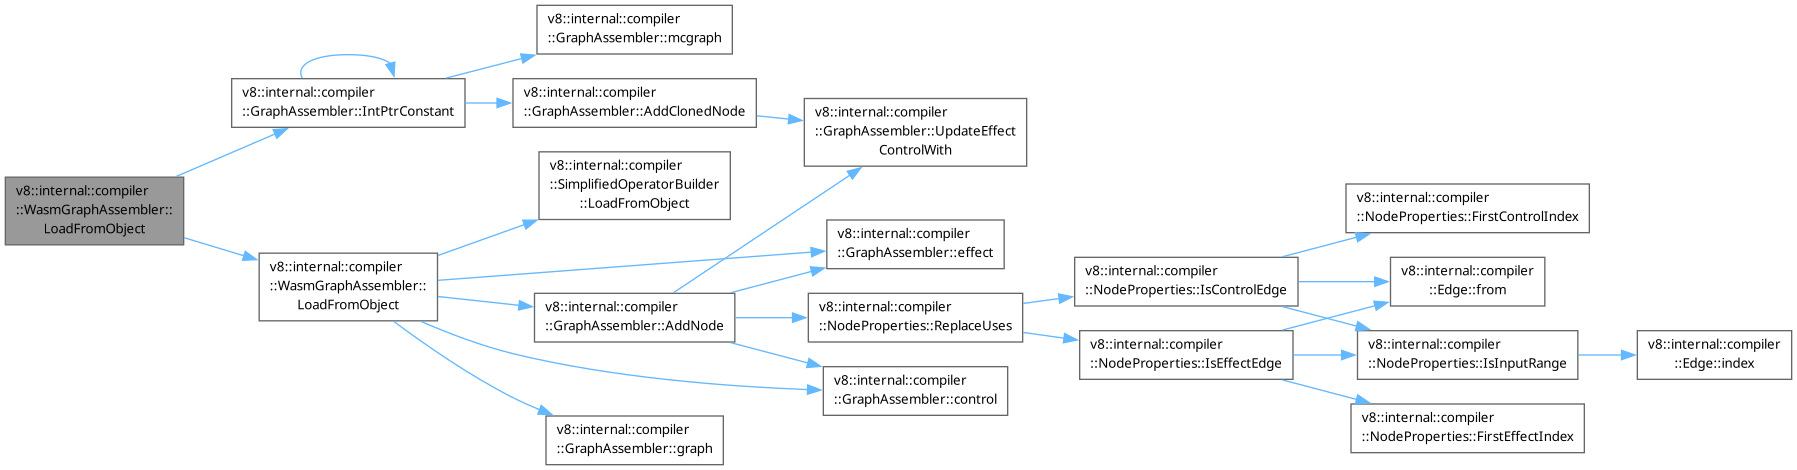 v8::internal::compiler
::GraphAssembler::mcgraph
v8::internal::compiler
::GraphAssembler::IntPtrConstant
v8::internal::compiler
::GraphAssembler::AddClonedNode
v8::internal::compiler
::GraphAssembler::UpdateEffect
ControlWith
v8::internal::compiler
::WasmGraphAssembler::
LoadFromObject
v8::internal::compiler
::SimplifiedOperatorBuilder
::LoadFromObject
v8::internal::compiler
::NodeProperties::FirstControlIndex
v8::internal::compiler
::GraphAssembler::effect
v8::internal::compiler
::WasmGraphAssembler::
LoadFromObject
v8::internal::compiler
::NodeProperties::IsControlEdge
v8::internal::compiler
::Edge::from
v8::internal::compiler
::GraphAssembler::AddNode
v8::internal::compiler
::NodeProperties::ReplaceUses
v8::internal::compiler
::NodeProperties::IsEffectEdge
v8::internal::compiler
::NodeProperties::IsInputRange
v8::internal::compiler
::Edge::index
v8::internal::compiler
::GraphAssembler::control
v8::internal::compiler
::NodeProperties::FirstEffectIndex
v8::internal::compiler
::GraphAssembler::graph